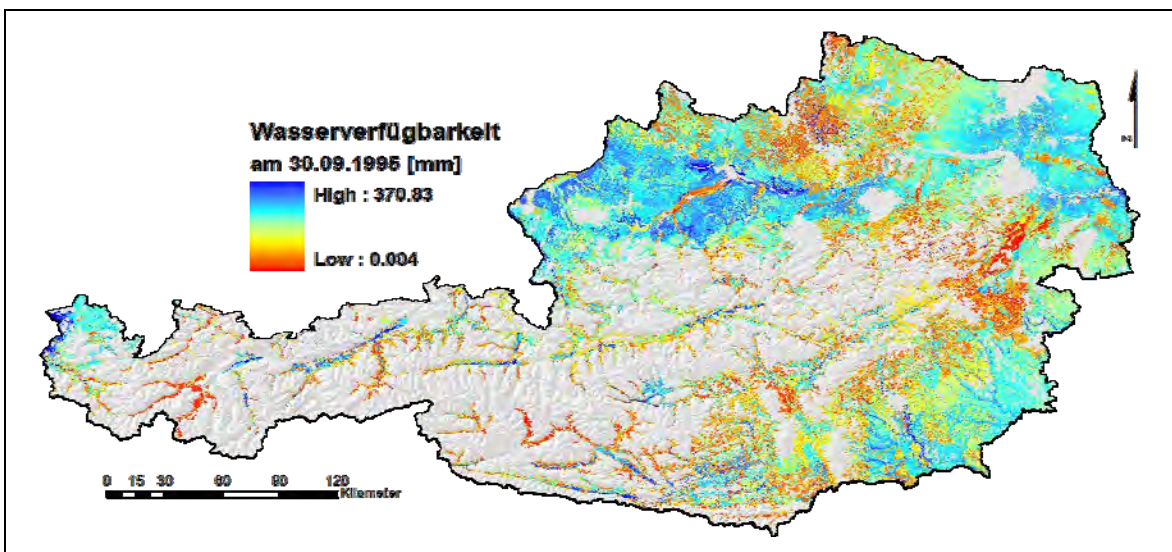 Wasserverfügbarkeit
am 30.09.1995 [mm]
High : 370.83
Low : 0.004
0 15 30 60 90 120
Kilometer
N